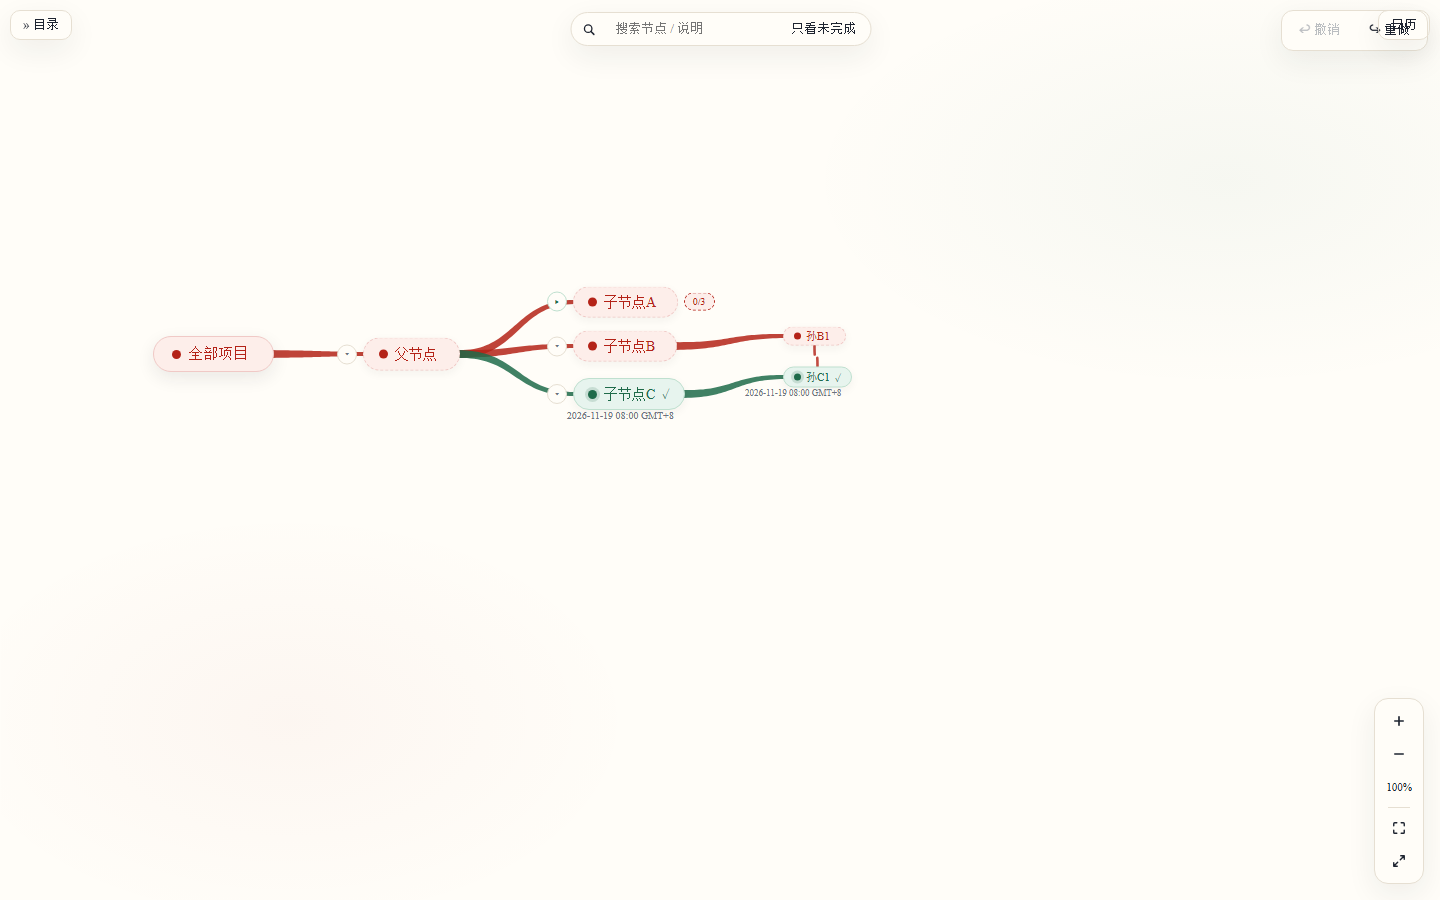 » 目录
搜索节点 / 说明
只看未完成
撤销
重做
日历
子节点A
0/3
孙B1
全部项目
父节点
子节点B
孙C1 ✓
2026-11-19 08:00 GMT+8
子节点C ✓
2026-11-19 08:00 GMT+8
100%